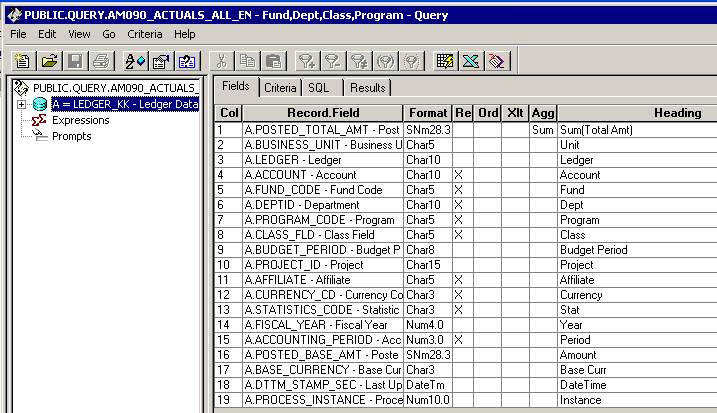 PUBLIC.QUERY.AM090_ACTUALS_ALL_EN - Fund,Dept,Class,Program - Query
File Edit View Go Criteria Help
PUBLIC.QUERY.AM090_ACTUALS_
A = LEDGER_KK - Ledger Data
Expressions
Prompts
Fields Criteria SQL Results
Col Record.Field Format Re Ord Xlt Agg Heading
1 A.POSTED_TOTAL_AMT - Post SNm28.3 Sum Sum(Total Amt)
2 A.BUSINESS_UNIT - Business U Char5 Unit
3 A.LEDGER - Ledger Char10 Ledger
4 A.ACCOUNT - Account Char10 X Account
5 A.FUND_CODE - Fund Code Char5 X Fund
6 A.DEPTID - Department Char10 X Dept
7 A.PROGRAM_CODE - Program Char5 X Program
8 A.CLASS_FLD - Class Field Char5 X Class
9 A.BUDGET_PERIOD - Budget P Char8 Budget Period
10 A.PROJECT_ID - Project Char15 Project
11 A.AFFILIATE - Affiliate Char5 X Affiliate
12 A.CURRENCY_CD - Currency Co Char3 X Currency
13 A.STATISTICS_CODE - Statistic Char3 X Stat
14 A.FISCAL_YEAR - Fiscal Year Num4.0 Year
15 A.ACCOUNTING_PERIOD - Acc Num3.0 X Period
16 A.POSTED_BASE_AMT - Poste SNm28.3 Amount
17 A.BASE_CURRENCY - Base Cur Char3 Base Curr
18 A.DTTM_STAMP_SEC - Last Up DateTm DateTime
19 A.PROCESS_INSTANCE - Proce Num10.0 Instance